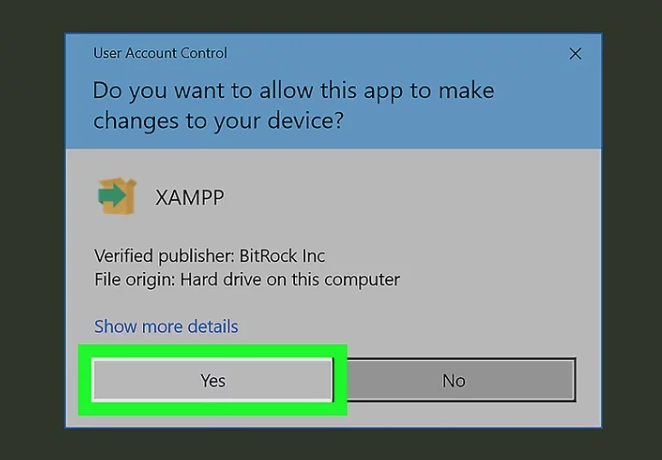 User Account Control
Do you want to allow this app to make
changes to your device?
XAMPP
Verified publisher: BitRock Inc
File origin: Hard drive on this computer
Show more details
Yes
No